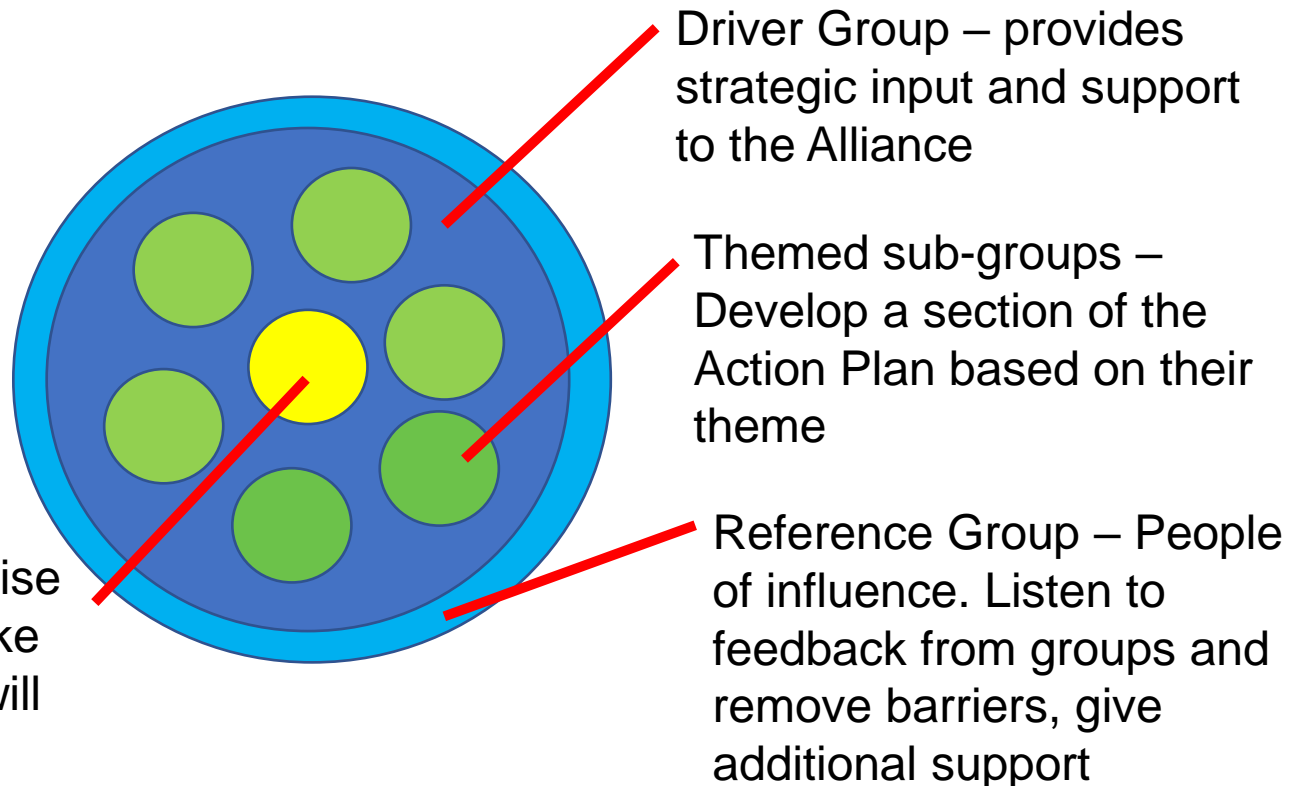 Driver Group – provides
strategic input and support
to the Alliance
Themed sub-groups –
Develop a section of the
Action Plan based on their
theme
Reference Group – People
of influence. Listen to
feedback from groups and
remove barriers, give
additional support